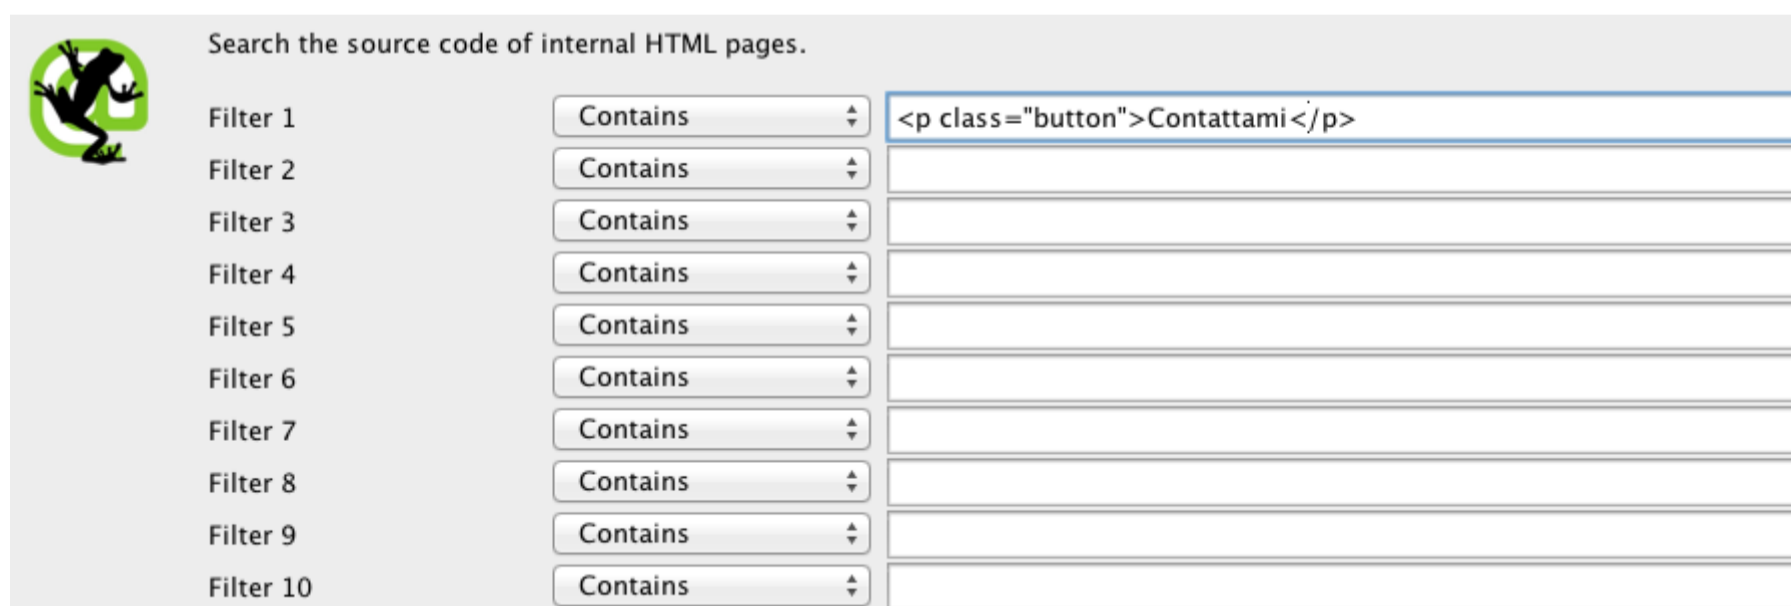 Search the source code of internal HTML pages.
Filter 1 Contains <p class="button">Contattami</p>
Filter 2 Contains
Filter 3 Contains
Filter 4 Contains
Filter 5 Contains
Filter 6 Contains
Filter 7 Contains
Filter 8 Contains
Filter 9 Contains
Filter 10 Contains